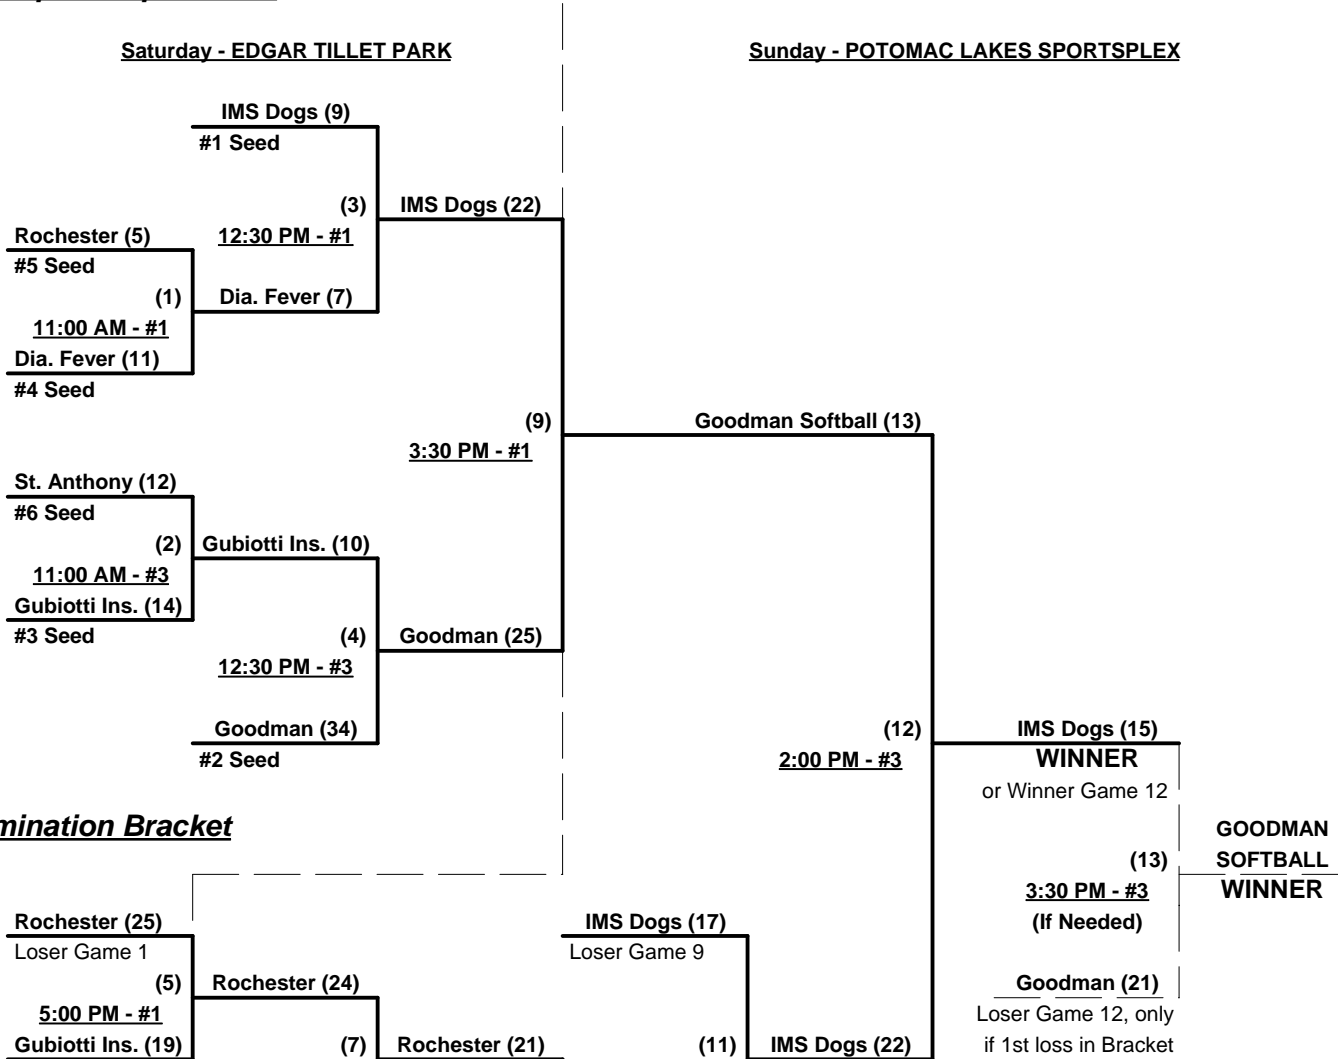 Saturday - EDGAR TILLET PARK
Sunday - POTOMAC LAKES SPORTSPLEX
IMS Dogs (9)
#1 Seed
(3)
IMS Dogs (22)
12:30 PM - #1
Rochester (5)
#5 Seed
(1)
Dia. Fever (7)
11:00 AM - #1
Dia. Fever (11)
#4 Seed
(9)
Goodman Softball (13)
3:30 PM - #1
St. Anthony (12)
#6 Seed
(2)
Gubiotti Ins. (10)
11:00 AM - #3
Gubiotti Ins. (14)
#3 Seed
(4)
Goodman (25)
12:30 PM - #3
Goodman (34)
#2 Seed
(12)
IMS Dogs (15)
2:00 PM - #3
WINNER
or Winner Game 12
mination Bracket
GOODMAN
(13)
SOFTBALL
3:30 PM - #3
WINNER
(If Needed)
Rochester (25)
Loser Game 1
IMS Dogs (17)
Loser Game 9
(5)
Rochester (24)
Goodman (21)
5:00 PM - #1
Loser Game 12, only
Gubiotti Ins. (19)
(7)
Rochester (21)
(11)
IMS Dogs (22)
if 1st loss in Bracket